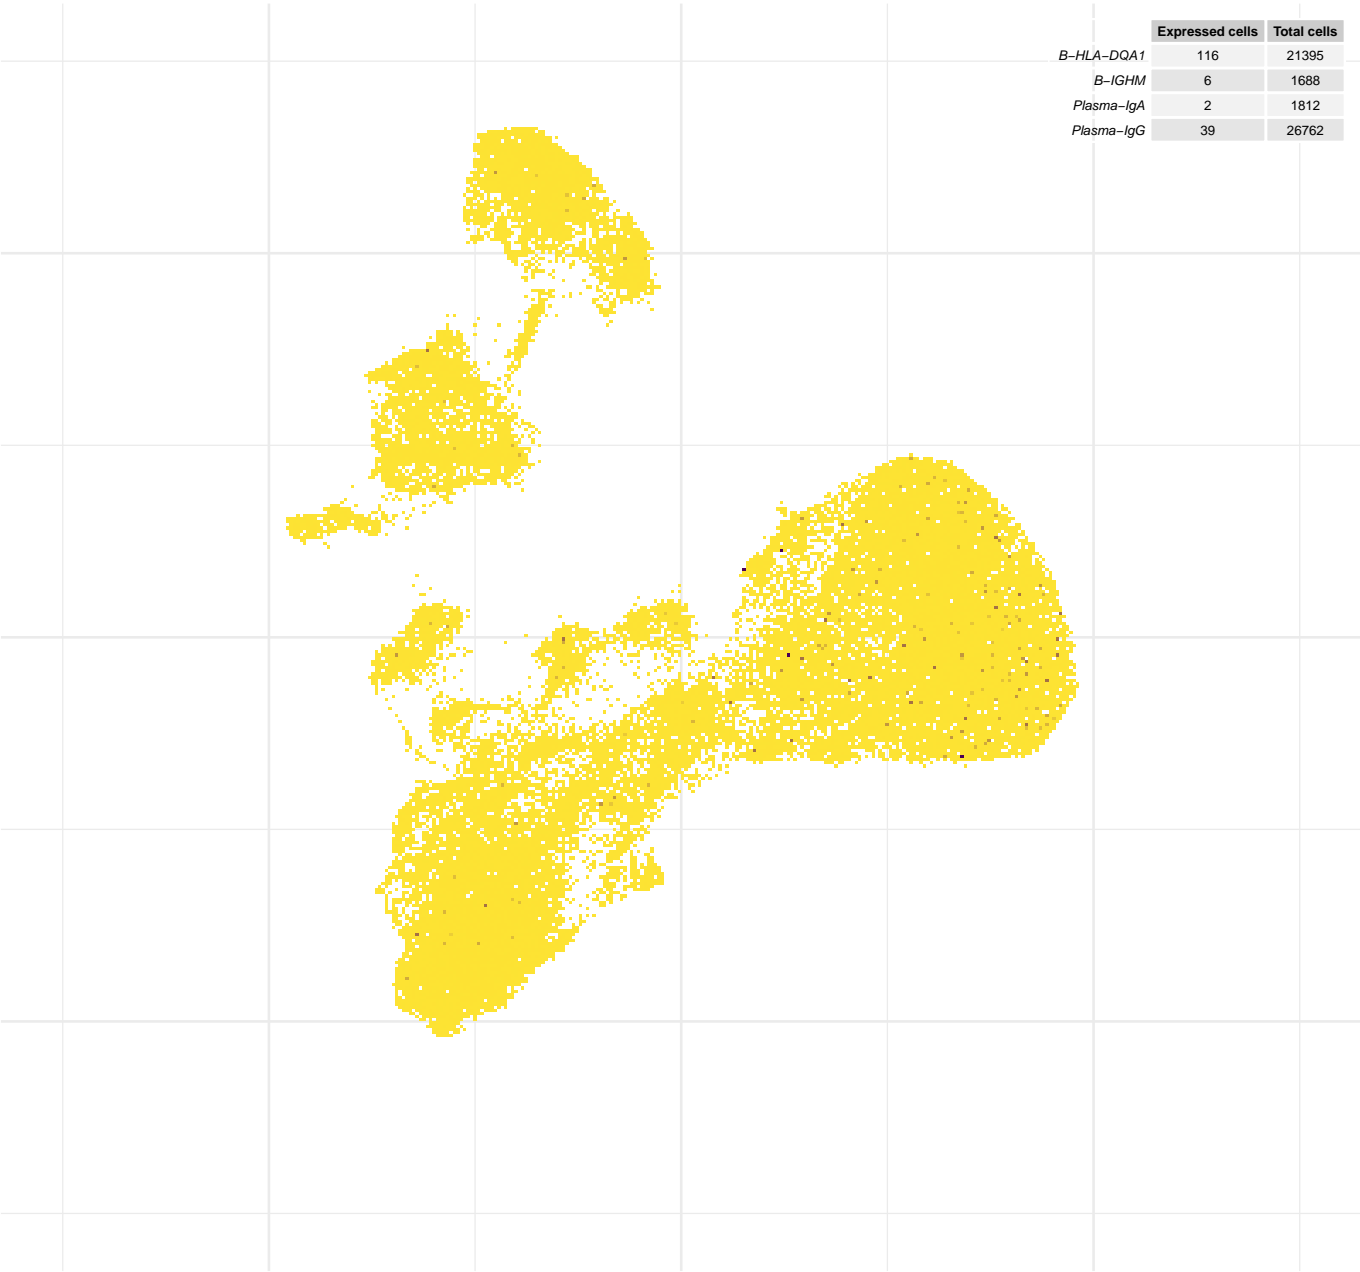 Expressed cells Total cells
B−HLA−DQA1 116 21395
B−IGHM 6 1688
Plasma−IgA 2 1812
Plasma−IgG 39 26762